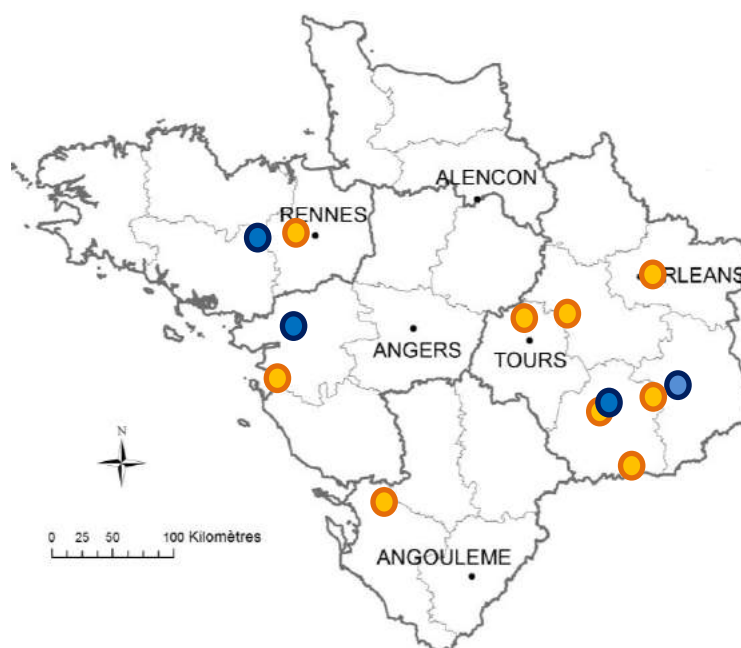 ALENCON
RENNES
RLEANS
ANGERS
TOURS
N
0 25 50 100 Kilomètres
ANGOULEME